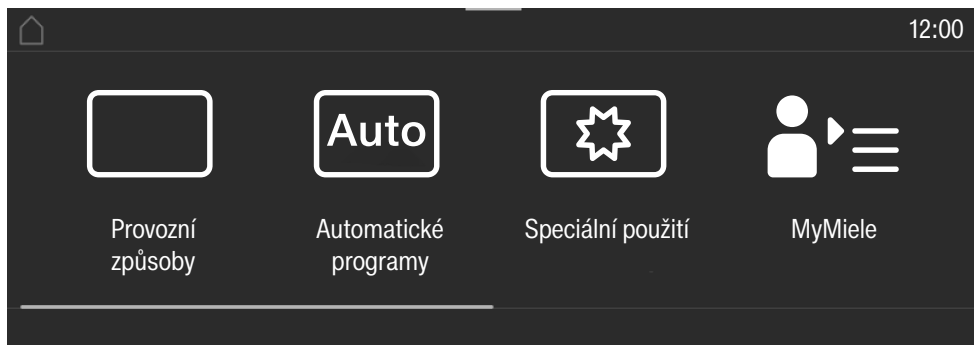 12:00
Auto
Provozní
způsoby
Automatické
programy
Speciální použití
MyMiele